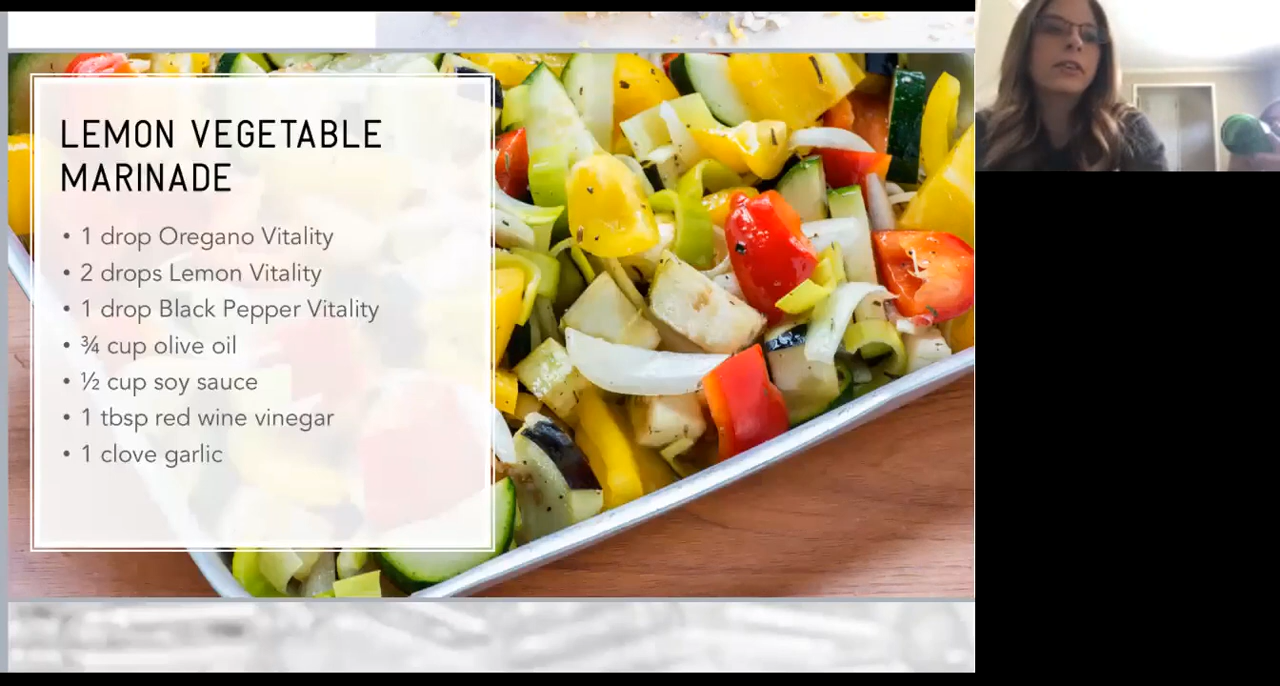 LEMON VEGETABLE
MARINADE
• 1 drop Oregano Vitality
• 2 drops Lemon Vitality
• 1 drop Black Pepper Vitality
• ¾ cup olive oil
• ½ cup soy sauce
• 1 tbsp red wine vinegar
• 1 clove garlic